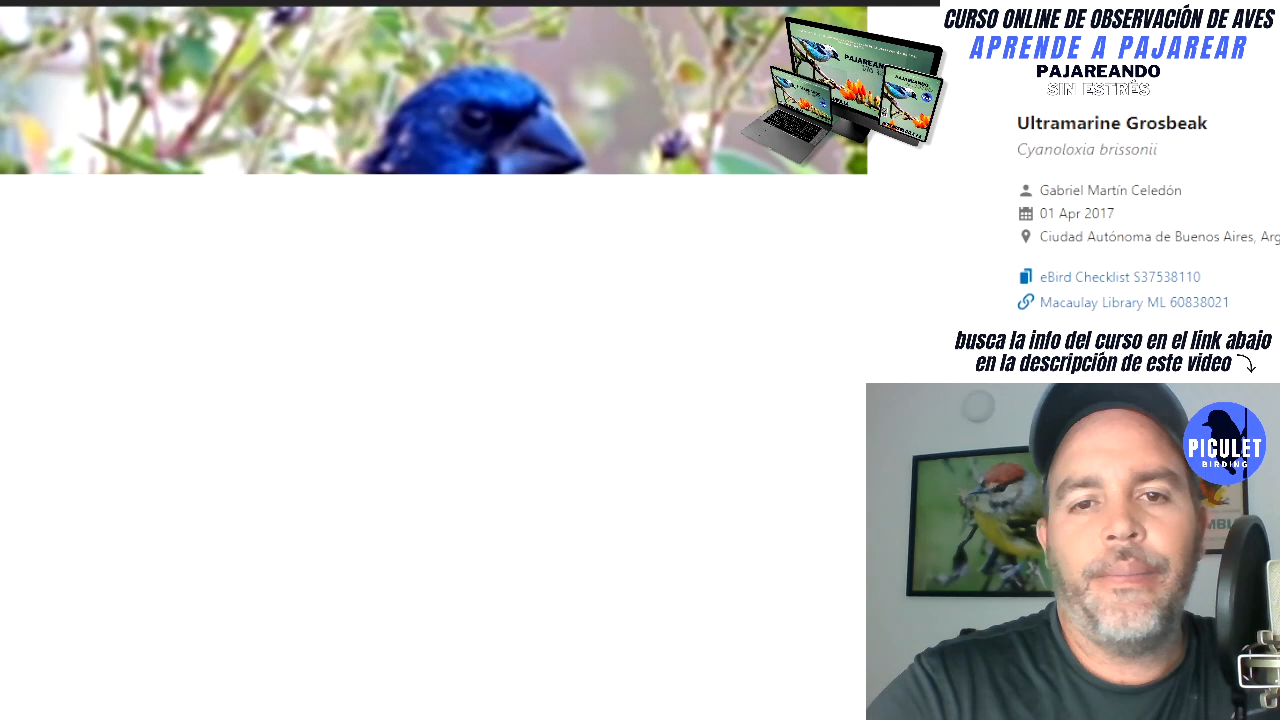 CURSO ONLINE DE OBSERVACIÓN DE AVES
APRENDE A PAJAREAR
PAJAREANDO
SIN ESTRÉS
Ultramarine Grosbeak
Cyanoloxia brissonii
Gabriel Martín Celedón
01 Apr 2017
Ciudad Autónoma de Buenos Aires, Arg
eBird Checklist S37538110
Macaulay Library ML 60838021
busca la info del curso en el link abajo
en la descripción de este video
PICULET
BIRDING